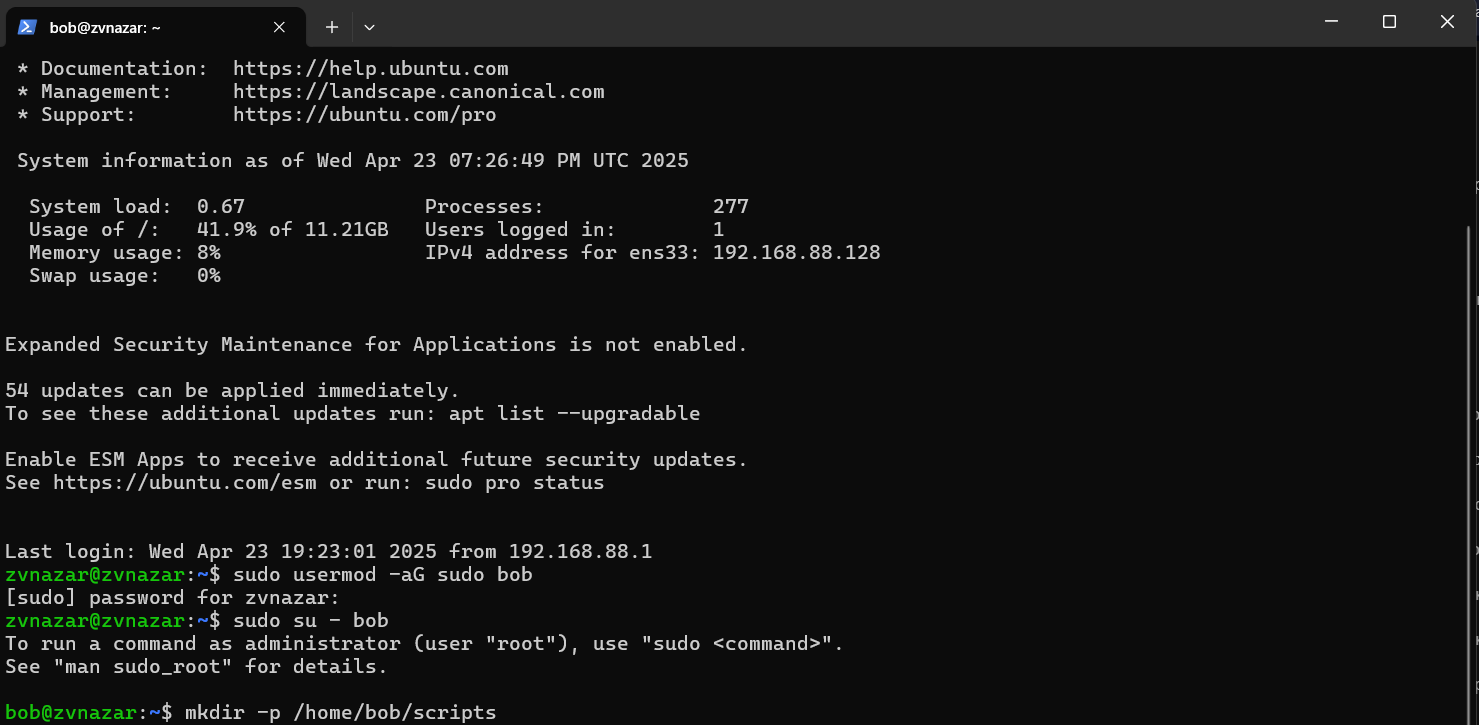 bob@zvnazar: ~
* Documentation:  https://help.ubuntu.com
* Management:     https://landscape.canonical.com
* Support:        https://ubuntu.com/pro
System information as of Wed Apr 23 07:26:49 PM UTC 2025
System load:  0.67               Processes:              277
Usage of /:   41.9% of 11.21GB   Users logged in:        1
Memory usage: 8%                 IPv4 address for ens33: 192.168.88.128
Swap usage:   0%
Expanded Security Maintenance for Applications is not enabled.
54 updates can be applied immediately.
To see these additional updates run: apt list --upgradable
Enable ESM Apps to receive additional future security updates.
See https://ubuntu.com/esm or run: sudo pro status
Last login: Wed Apr 23 19:23:01 2025 from 192.168.88.1
zvnazar@zvnazar:~$ sudo usermod -aG sudo bob
[sudo] password for zvnazar:
zvnazar@zvnazar:~$ sudo su - bob
To run a command as administrator (user "root"), use "sudo <command>".
See "man sudo_root" for details.
bob@zvnazar:~$ mkdir -p /home/bob/scripts